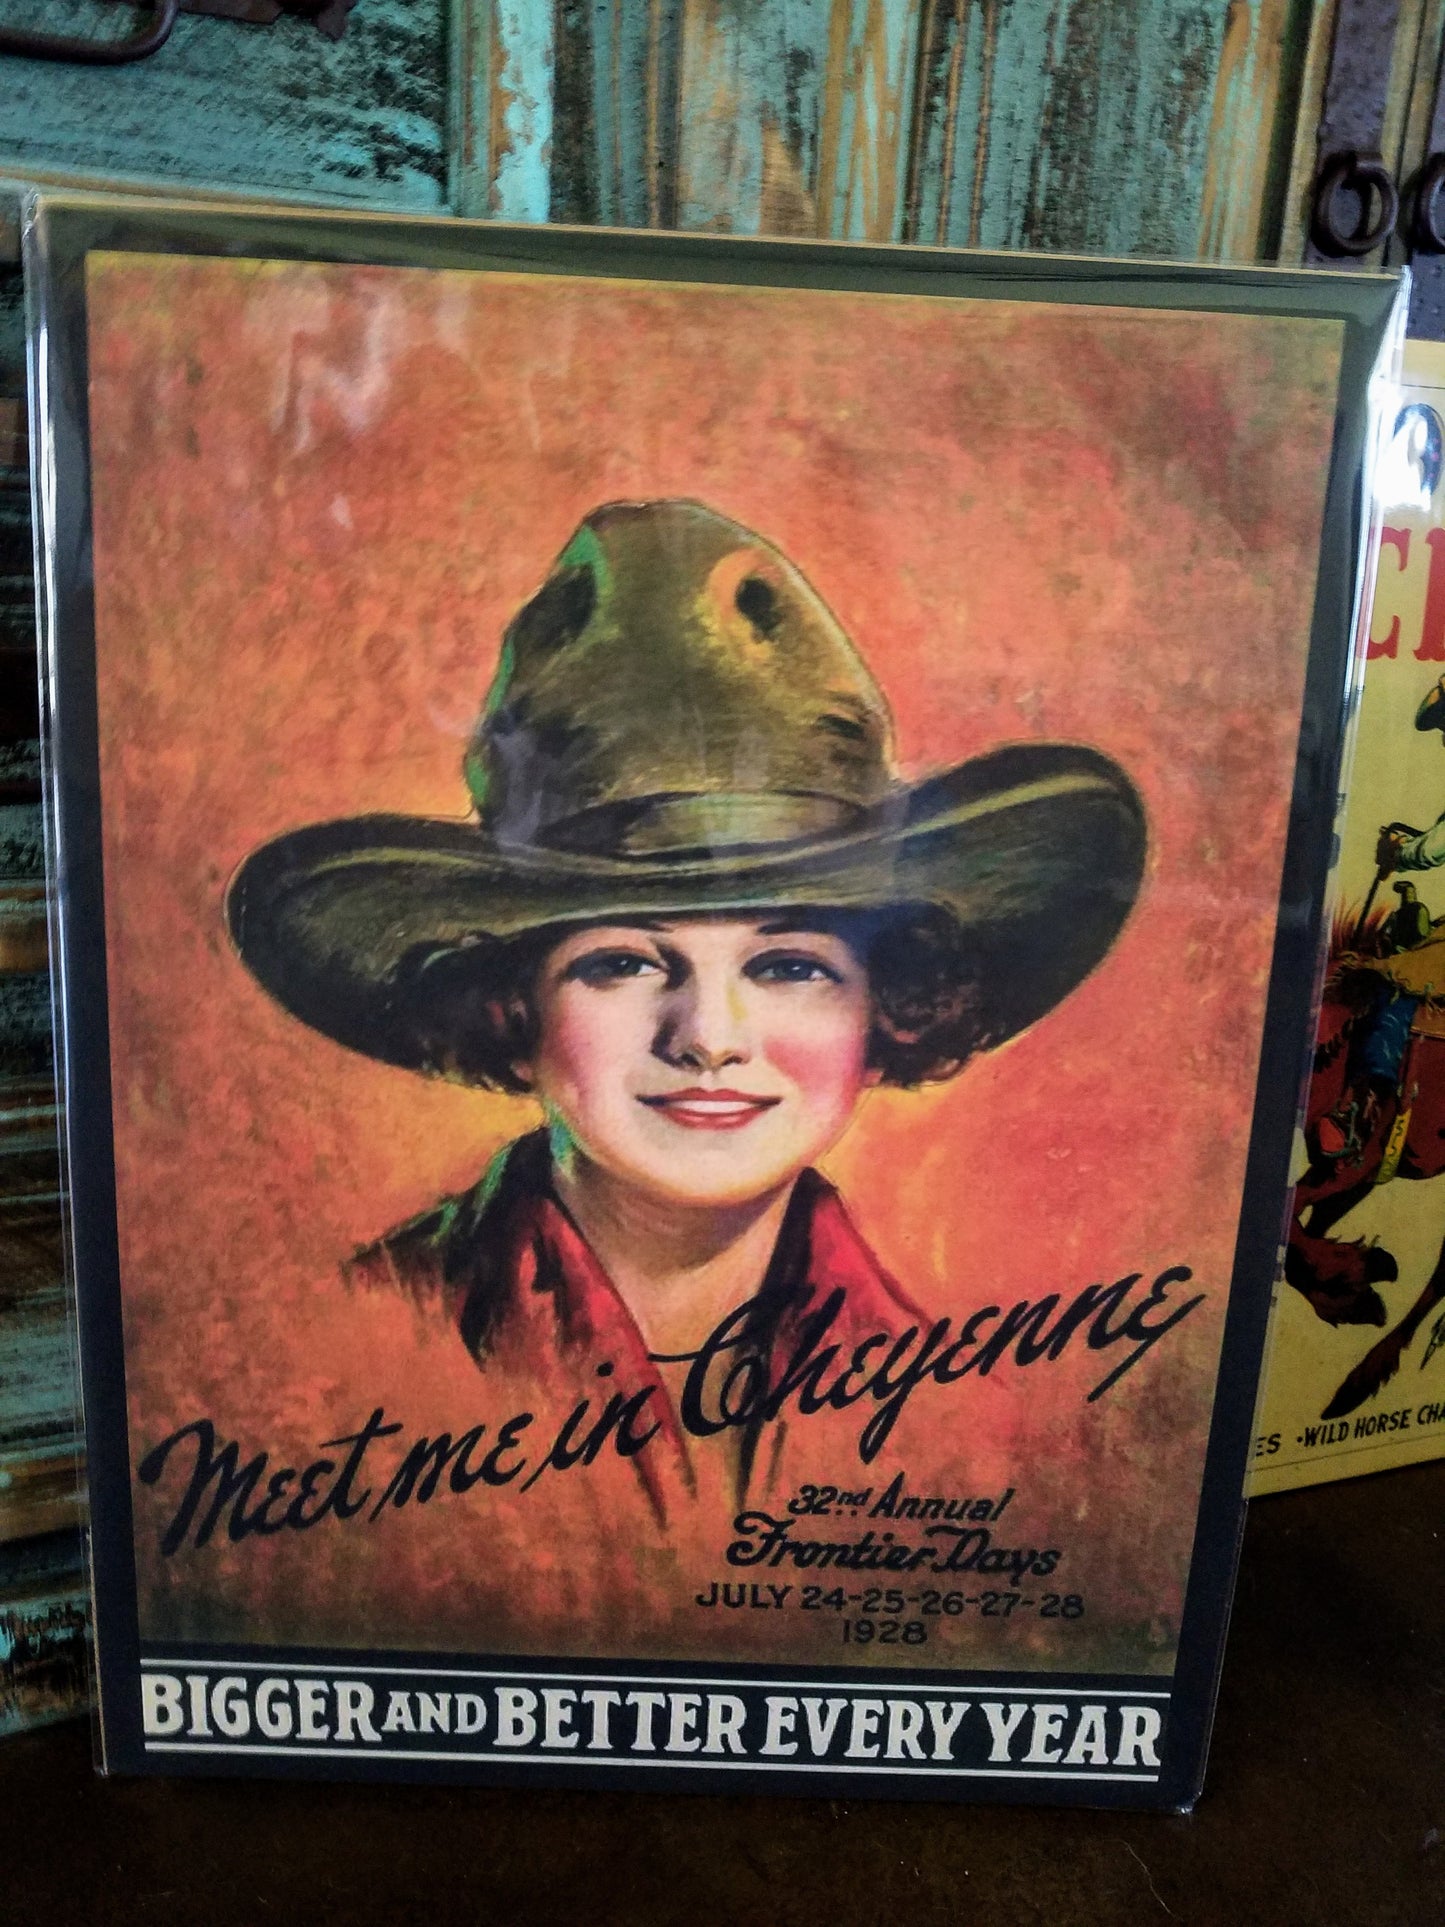 Meet me in Cheyenne
32nd Annual
Frontier Days
JULY 24-25-26-27-28
1928
BIGGER AND BETTER EVERY YEAR
•WILD HORSE